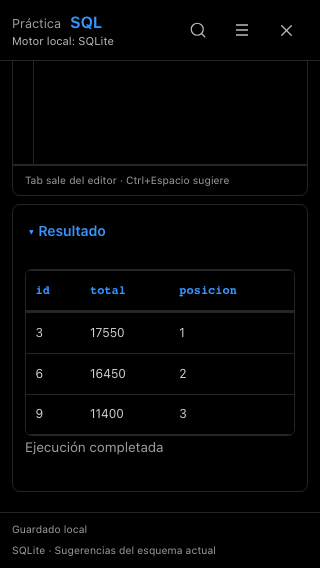 Práctica SQL
Motor local: SQLite
Tab sale del editor · Ctrl+Espacio sugiere
▾ Resultado
id total posicion
3 17550 1
6 16450 2
9 11400 3
Ejecución completada
Guardado local
SQLite · Sugerencias del esquema actual